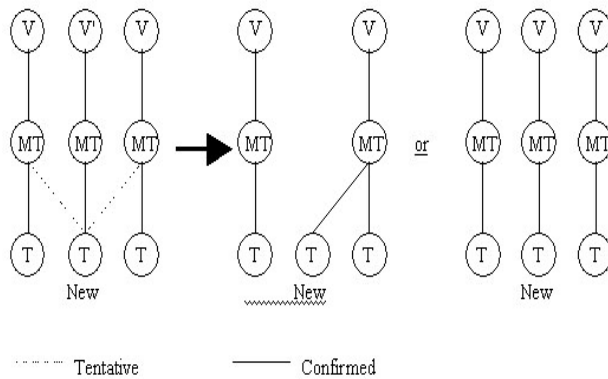 V V' V V V V V V
MT MT MT MT MT or MT MT MT
T T T T T T T T T
New New New
Tentative Confirmed